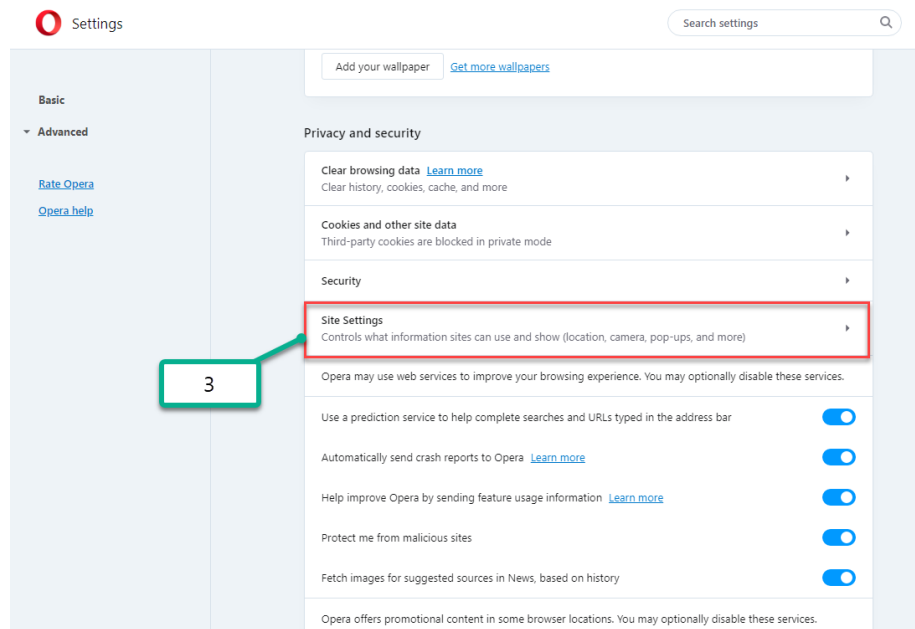 Settings
Search settings
Add your wallpaper Get more wallpapers
Basic
Advanced
Rate Opera
Opera help
Privacy and security
Clear browsing data Learn more
Clear history, cookies, cache, and more
Cookies and other site data
Third-party cookies are blocked in private mode
Security
Site Settings
Controls what information sites can use and show (location, camera, pop-ups, and more)
3
Opera may use web services to improve your browsing experience. You may optionally disable these services.
Use a prediction service to help complete searches and URLs typed in the address bar
Automatically send crash reports to Opera Learn more
Help improve Opera by sending feature usage information Learn more
Protect me from malicious sites
Fetch images for suggested sources in News, based on history
Opera offers promotional content in some browser locations. You may optionally disable these services.